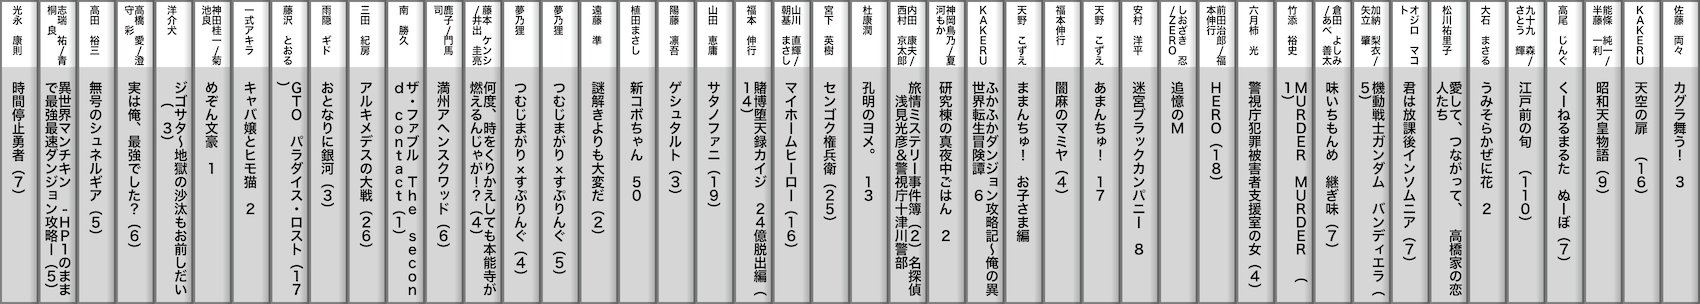 佐藤　両々
カグラ舞う！　3
KAKERU
天空の扉　（16）
能條　純一/
半藤　一利/
昭和天皇物語（9）
高尾　じんぐ
くーねるまるた　ぬーぼ（7）
九十九　森/
さとう　輝/
江戸前の旬　（110）
大石　まさる
うみそらかぜに花　2
松川祐里子
愛して、つながって、　高橋家の恋
人たち
オジロ　マコ
ト
君は放課後インソムニア（7）
加納　梨衣/
矢立　肇
機動戦士ガンダム　バンディエラ（
5）
倉田　よしみ
/あべ　善太
味いちもんめ　継ぎ味（7）
竹添　裕史
MURDER　MURDER　（
1）
六月柿　光
警視庁犯罪被害者支援室の女（4）
前田治郎/福
本伸行
HERO（18）
しおざき　忍
/ZERO
追憶のM
安村　洋平
迷宮ブラックカンパニー　8
天野　こずえ
あまんちゅ！　17
福本伸行
闇麻のマミヤ（4）
天野　こずえ
ままんちゅ！　お子さま編
KAKERU
ふかふかダンジョン攻略記～俺の異
世界転生冒険譚　6
神岡鳥乃/夏
河もか
研究棟の真夜中ごはん　2
内田　康夫/
西村　京太郎
旅情ミステリー事件簿（2）名探偵
浅見光彦&警視庁十津川警部
杜康潤
孔明のヨメ。　13
宮下　英樹
センゴク権兵衛（25）
山川　直輝/
朝基　まさし
マイホームヒーロー（16）
福本　伸行
賭博堕天録カイジ　24億脱出編（
14）
山田　恵庸
サタノファニ（19）
陽藤　凛吾
ゲシュタルト（3）
植田まさし
新コボちゃん　50
遠藤　準
謎解きよりも大変だ（2）
夢乃狸
つむじまがり×すぷりんぐ（5）
夢乃狸
つむじまがり×すぷりんぐ（4）
藤本　ケンシ
/井出　圭亮
何度、時をくりかえしても本能寺が
燃えるんじゃが！？（4）
鹿子/門馬
司
満州アヘンスクワッド（6）
南　勝久
ザ・ファブル　The　secon
d　contact（1）
三田　紀房
アルキメデスの大戦（26）
雨隠　ギド
おとなりに銀河（3）
藤沢　とおる
GTO　パラダイス・ロスト（17
）
一式アキラ
キャバ嬢とヒモ猫　2
神田桂一/菊
池良
めぞん文豪　1
洋介犬
ジゴサタ～地獄の沙汰もお前しだい
（3）
高橋　愛/澄
守　彩
実は俺、最強でした？（6）
高田　裕三
無号のシュネルギア（5）
志瑞　祐/青
桐　良
異世界マンチキン　-HP1のまま
で最強最速ダンジョン攻略ー（5）
光永　康則
時間停止勇者（7）